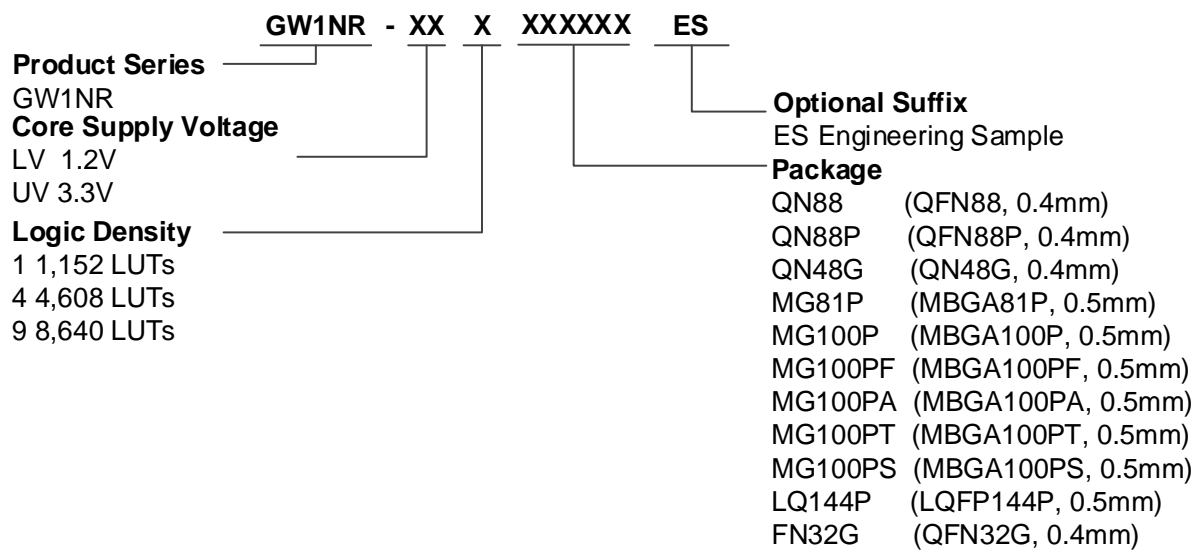 GW1NR - XX X XXXXXX ES
Product Series
GW1NR
Core Supply Voltage
LV 1.2V
UV 3.3V
Logic Density
1 1,152 LUTs
4 4,608 LUTs
9 8,640 LUTs
Optional Suffix
ES Engineering Sample
Package
QN88 (QFN88, 0.4mm)
QN88P (QFN88P, 0.4mm)
QN48G (QN48G, 0.4mm)
MG81P (MBGA81P, 0.5mm)
MG100P (MBGA100P, 0.5mm)
MG100PF (MBGA100PF, 0.5mm)
MG100PA (MBGA100PA, 0.5mm)
MG100PT (MBGA100PT, 0.5mm)
MG100PS (MBGA100PS, 0.5mm)
LQ144P (LQFP144P, 0.5mm)
FN32G (QFN32G, 0.4mm)